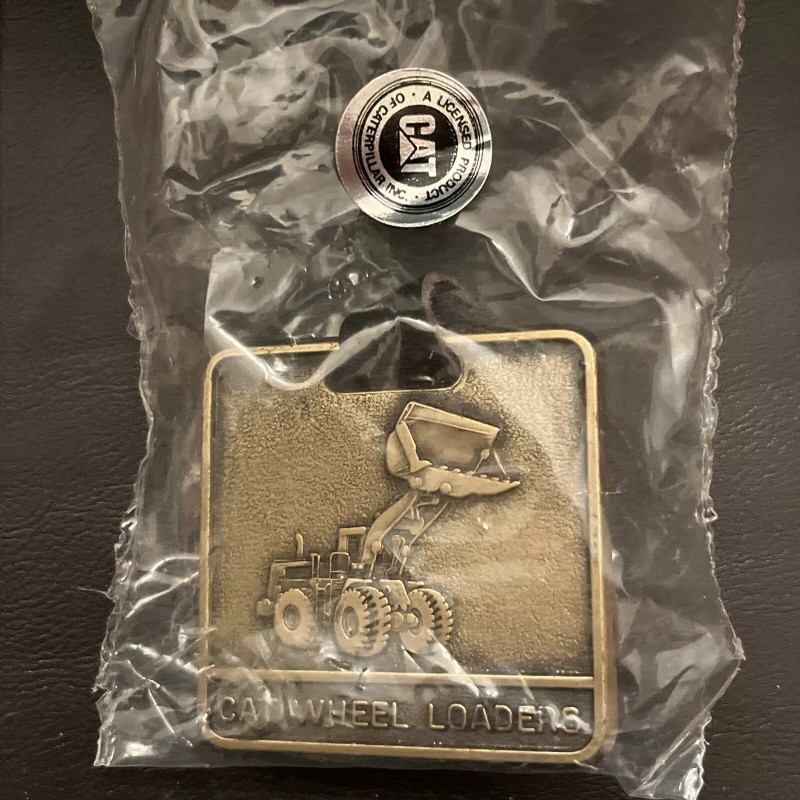 A LICENSED PRODUCT · OF CATERPILLAR INC. ·
CAT
CAT WHEEL LOADERS